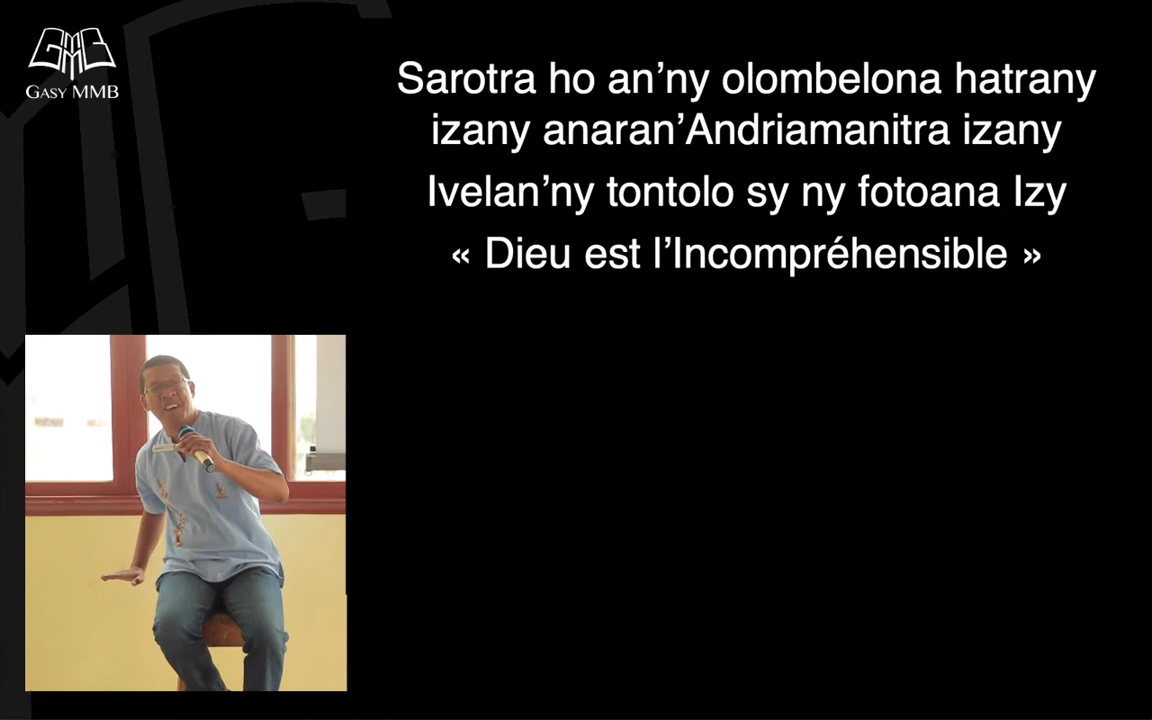 GMMB
GASY MMB
Sarotra ho an’ny olombelona hatrany
izany anaran’Andriamanitra izany
Ivelan’ny tontolo sy ny fotoana Izy
« Dieu est l’Incompréhensible »